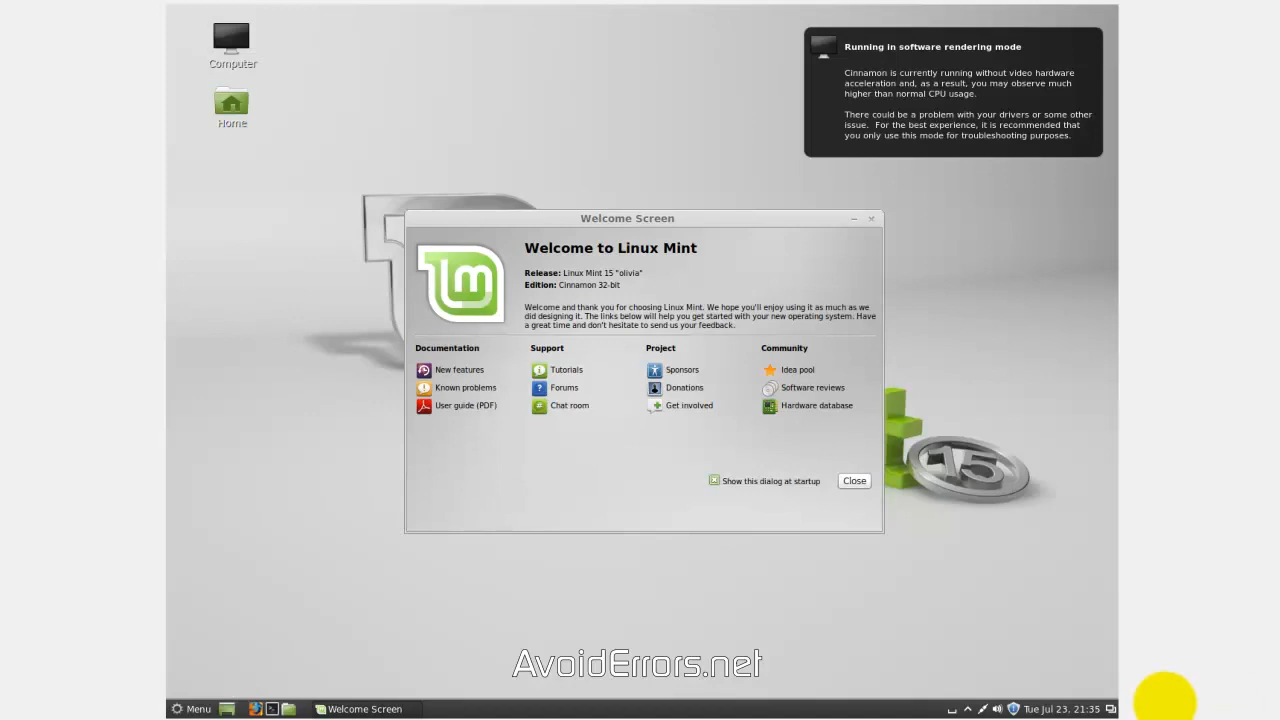 Computer
Home
Running in software rendering mode
Cinnamon is currently running without video hardware
acceleration and, as a result, you may observe much
higher than normal CPU usage.
There could be a problem with your drivers or some other
issue.  For the best experience, it is recommended that
you only use this mode for troubleshooting purposes.
Welcome Screen
Welcome to Linux Mint
Release: Linux Mint 15 "olivia"
Edition: Cinnamon 32-bit
Welcome and thank you for choosing Linux Mint. We hope you'll enjoy using it as much as we
did designing it. The links below will help you get started with your new operating system. Have
a great time and don't hesitate to send us your feedback.
Documentation Support Project Community
New features Tutorials Sponsors Idea pool
Known problems Forums Donations Software reviews
User guide (PDF) Chat room Get involved Hardware database
15
Show this dialog at startup Close
AvoidErrors.net
Menu Welcome Screen Tue Jul 23, 21:35